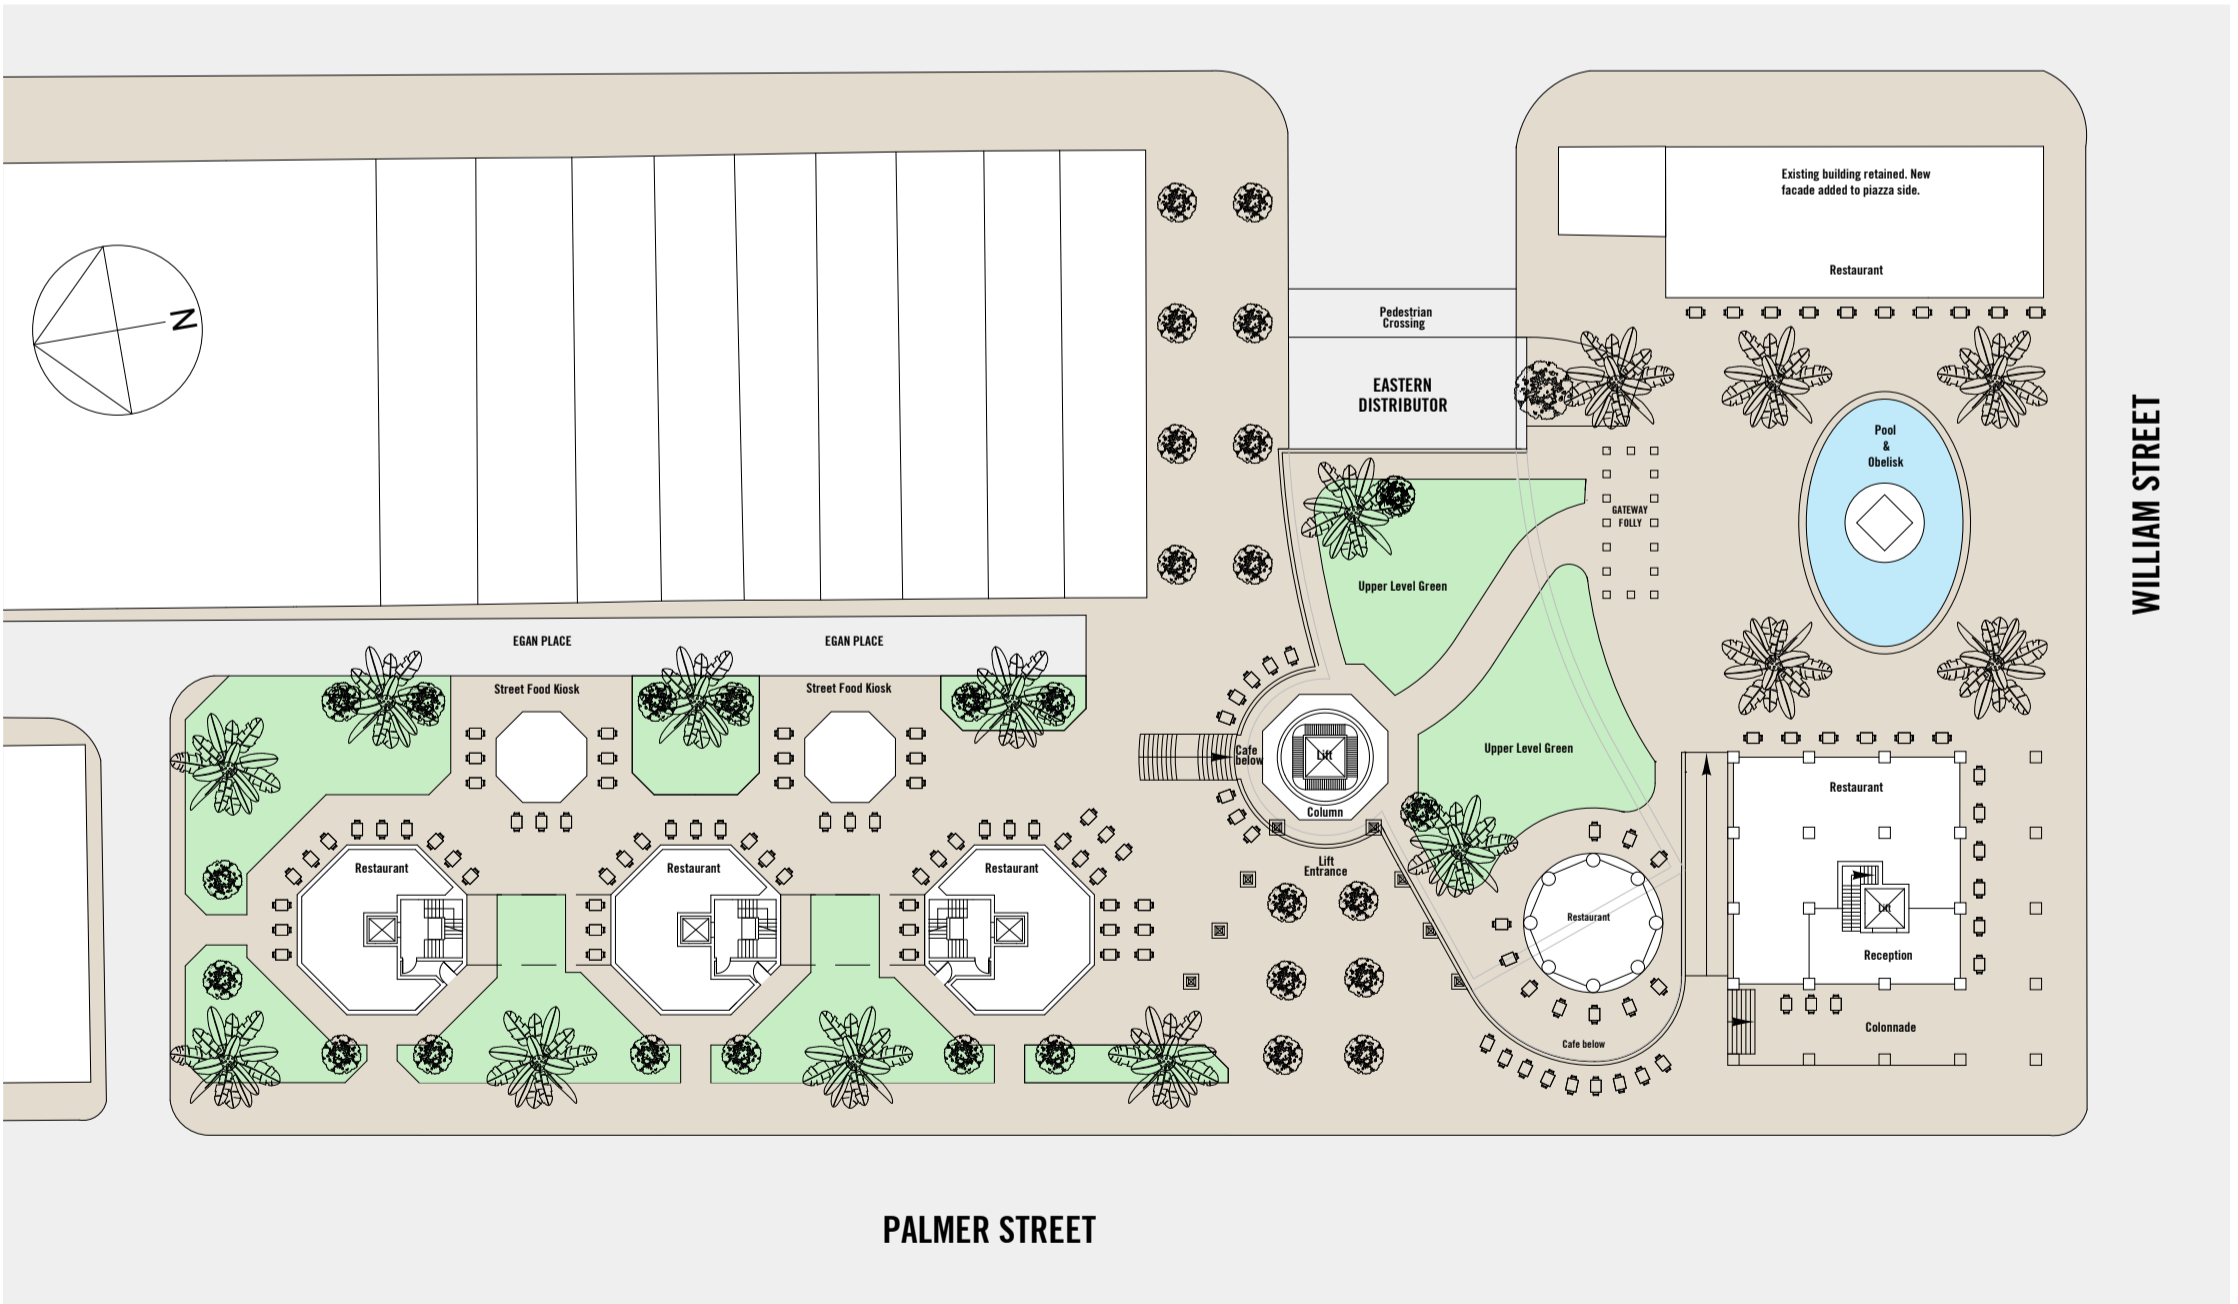 Existing building retained. New
facade added to piazza side.
Restaurant
N
Pedestrian
Crossing
EASTERN
DISTRIBUTOR
Pool
&
Obelisk
WILLIAM STREET
GATEWAY
FOLLY
Upper Level Green
EGAN PLACE
EGAN PLACE
Street Food Kiosk
Street Food Kiosk
Cafe
below
Lift
Column
Upper Level Green
Restaurant
Lift
Entrance
Restaurant
Restaurant
Restaurant
Restaurant
Lift
Reception
Colonnade
Cafe below
PALMER STREET